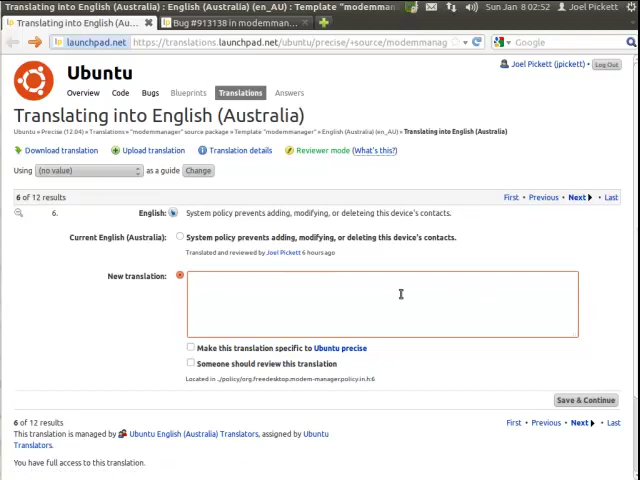 Translating into English (Australia) : English (Australia) (en_AU) : Template "modemmana
Sun Jan 8 02:52
Joel Pickett
Translating into English (Au...
Bug #913138 in modemman...
launchpad.net
https://translations.launchpad.net/ubuntu/precise/+source/modemmanag
Google
Joel Pickett (jpickett)
Log Out
Ubuntu
Overview Code Bugs Blueprints Translations Answers
Translating into English (Australia)
Ubuntu » Precise (12.04) » Translations » "modemmanager" source package » Template "modemmanager" » English (Australia) (en_AU) » Translating into English (Australia)
Download translation Upload translation Translation details Reviewer mode (What's this?)
Using (no value) as a guide Change
6 of 12 results First • Previous • Next • Last
6. English: System policy prevents adding, modifying, or deleteing this device's contacts.
Current English (Australia): System policy prevents adding, modifying, or deleting this device's contacts.
Translated and reviewed by Joel Pickett 6 hours ago
New translation:
Make this translation specific to Ubuntu precise
Someone should review this translation
Located in ../policy/org.freedesktop.modem-manager.policy.in.h:6
Save & Continue
6 of 12 results First • Previous • Next • Last
This translation is managed by Ubuntu English (Australia) Translators, assigned by Ubuntu
Translators.
You have full access to this translation.